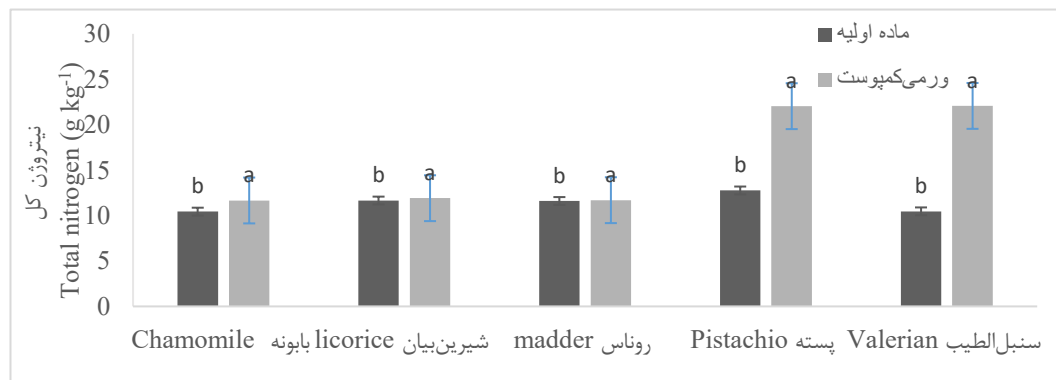 نیتروژن کل
Total nitrogen (g kg-1)
30
25
20
15
10
5
0
ماده اولیه
ورمی‌کمپوست
b a b a b a b a b a
Chamomile بابونه licorice شیرین‌بیان madder روناس Pistachio پسته Valerian سنبل‌الطیب